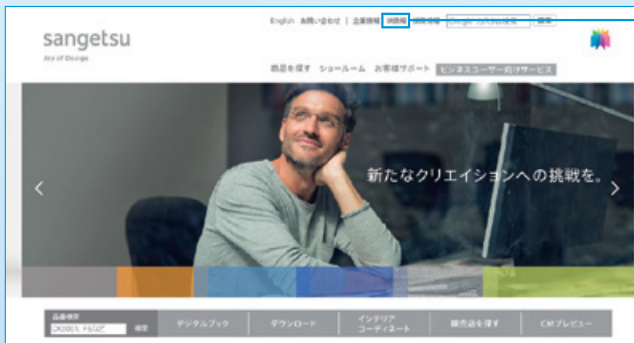 English お問い合わせ | 企業情報 IR情報 採用情報
検索
sangetsu
Joy of Design
商品を探す ショールーム お客様サポート ビジネスユーザー向けサービス
新たなクリエイションへの挑戦を。
品番検索
検索
デジタルブック
ダウンロード
インテリア
コーディネート
販売店を探す
CMプレビュー